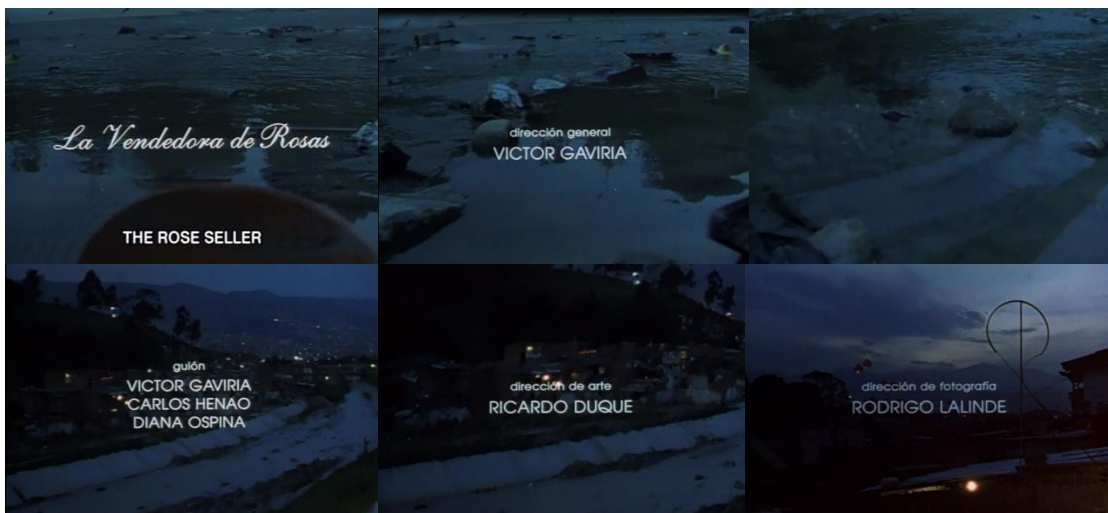 La Vendedora de Rosas
THE ROSE SELLER
dirección general
VICTOR GAVIRIA
guión
VICTOR GAVIRIA
CARLOS HENAO
DIANA OSPINA
dirección de arte
RICARDO DUQUE
dirección de fotografía
RODRIGO LALINDE